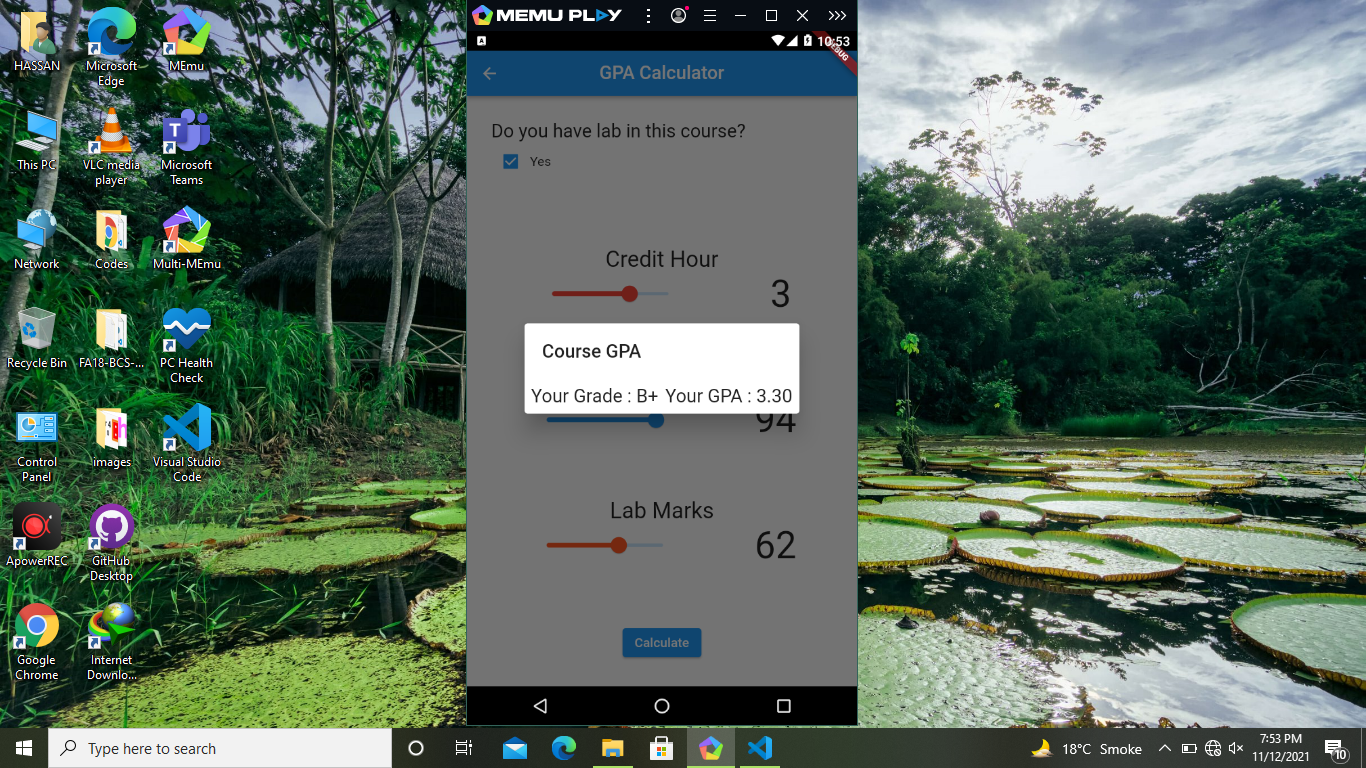 HASSAN
Microsoft
Edge
MEmu
This PC
VLC media
player
Microsoft
Teams
Network
Codes
Multi-MEmu
Recycle Bin
FA18-BCS-...
PC Health
Check
Control
Panel
images
Visual Studio
Code
ApowerREC
GitHub
Desktop
Google
Chrome
Internet
Downlo...
MEMU PLAY
10:53
DEBUG
GPA Calculator
Do you have lab in this course?
Yes
Credit Hour
3
Course GPA
Your Grade : B+ Your GPA : 3.30
94
Lab Marks
62
Calculate
Type here to search
18°C Smoke
7:53 PM
11/12/2021
10